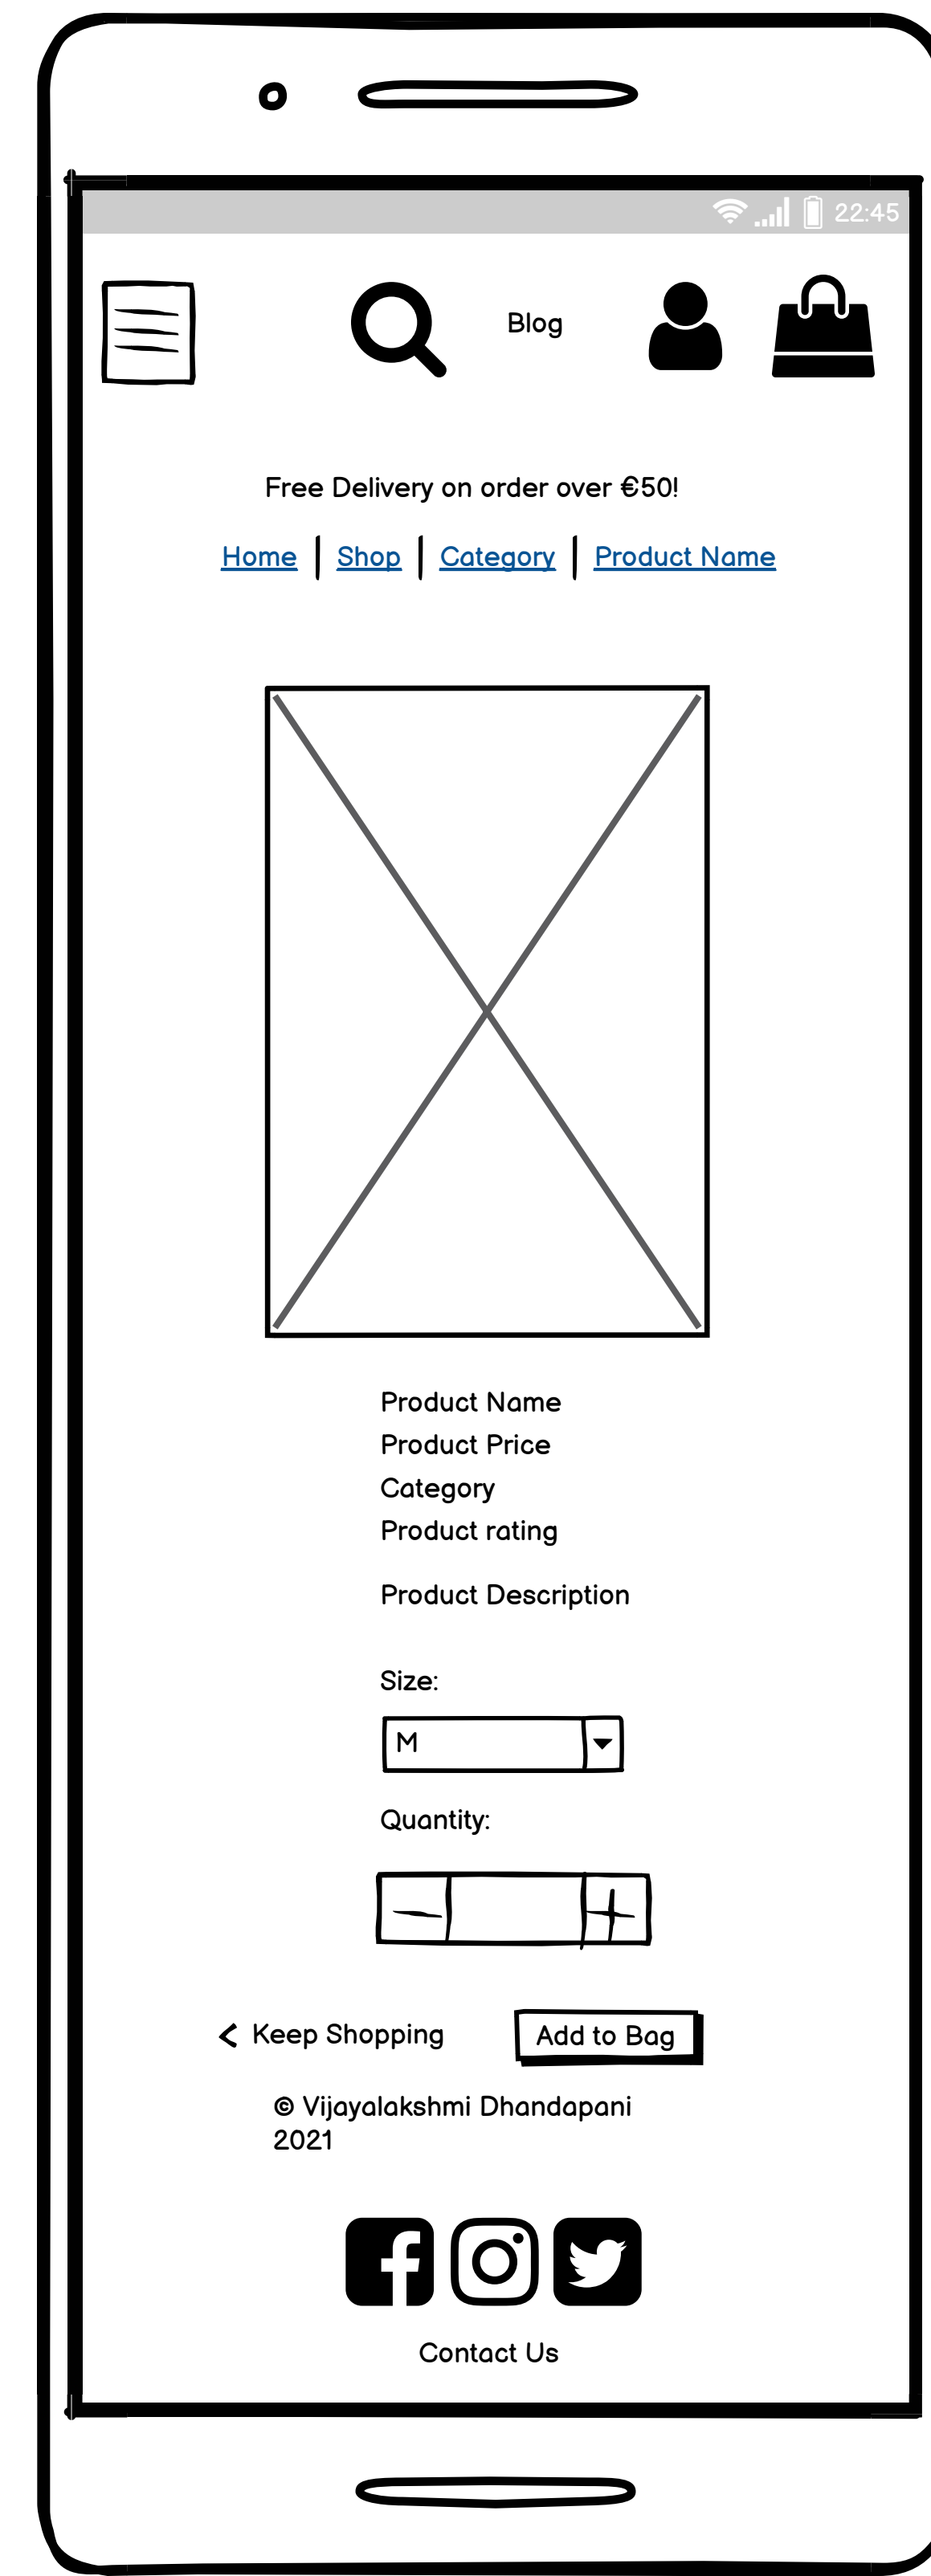 22:45
Blog
Free Delivery on order over €50!
Home | Shop | Category | Product Name
Product Name
Product Price
Category
Product rating
Product Description
Size:
M
Quantity:
Keep Shopping Add to Bag
© Vijayalakshmi Dhandapani
2021
Contact Us